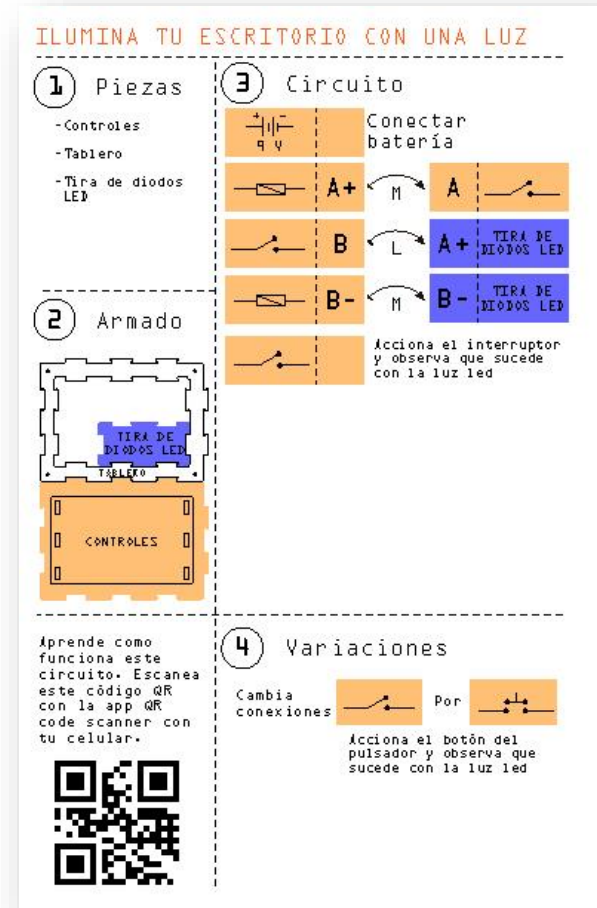 ILUMINA TU ESCRITORIO CON UNA LUZ
1 Piezas
-Controles
-Tablero
-Tira de diodos
LED
2 Armado
TIRA DE
DIODOS LED
TABLERO
CONTROLES
Aprende como
funciona este
circuito. Escanea
este código QR
con la app QR
code scanner con
tu celular.
3 Circuito
+ -
9 V
Conectar
batería
A+ M A
B L A+ TIRA DE
DIODOS LED
B- M B- TIRA DE
DIODOS LED
Acciona el interruptor
y observa que sucede
con la luz led
4 Variaciones
Cambia
conexiones
Por
Acciona el botón del
pulsador y observa que
sucede con la luz led